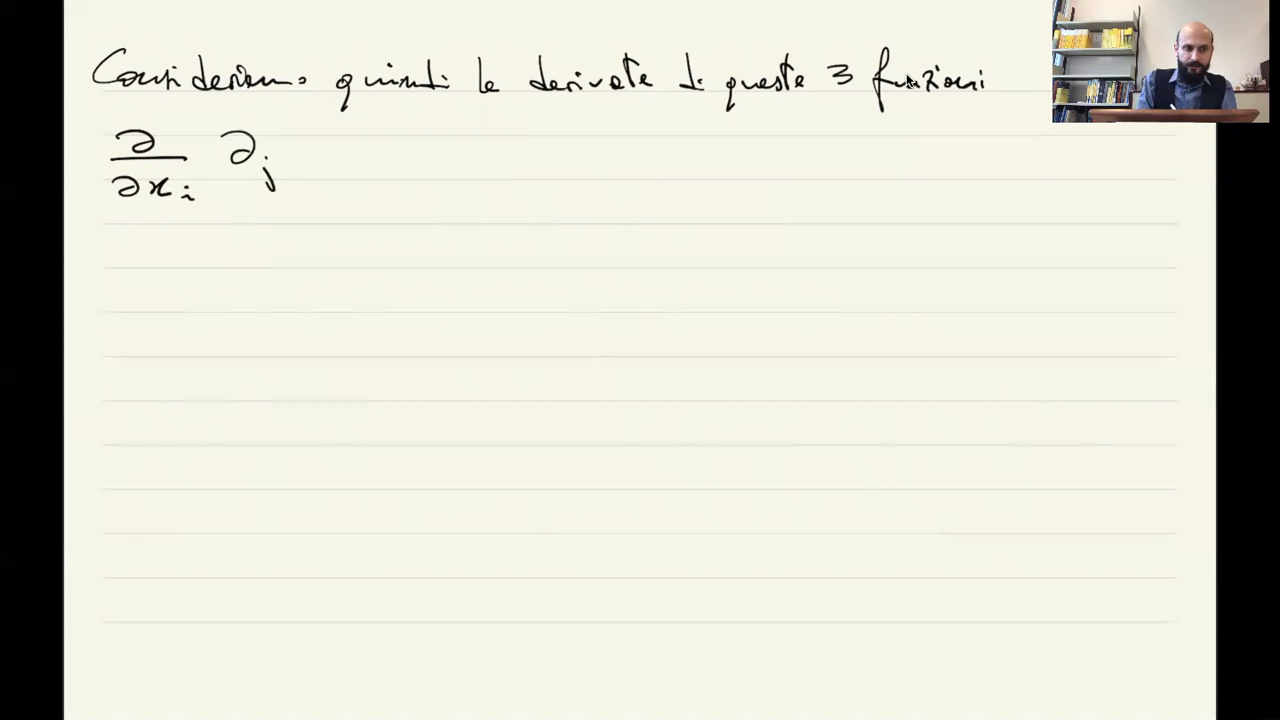 Consideriamo quindi le derivate di queste 3 funzioni
∂/∂xᵢ ∂ⱼ